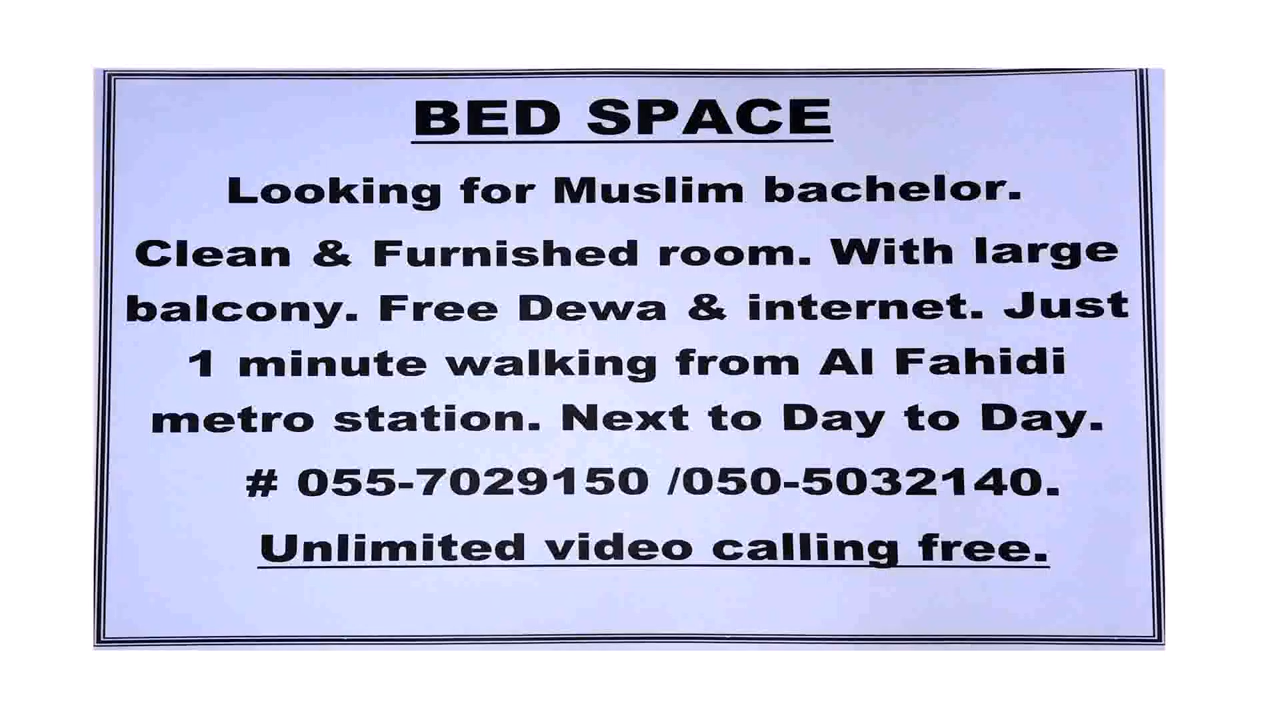 BED SPACE
Looking for Muslim bachelor.
Clean & Furnished room. With large
balcony. Free Dewa & internet. Just
1 minute walking from Al Fahidi
metro station. Next to Day to Day.
# 055-7029150 /050-5032140.
Unlimited video calling free.